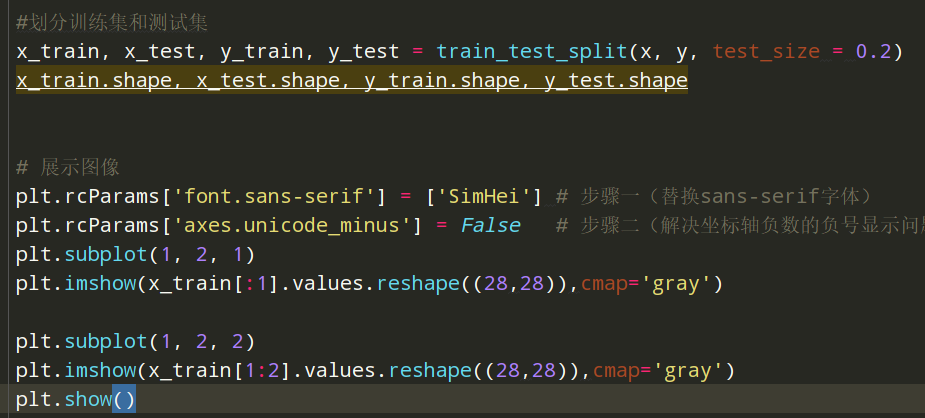 #划分训练集和测试集
x_train, x_test, y_train, y_test = train_test_split(x, y, test_size = 0.2)
x_train.shape, x_test.shape, y_train.shape, y_test.shape
# 展示图像
plt.rcParams['font.sans-serif'] = ['SimHei'] # 步骤一（替换sans-serif字体）
plt.rcParams['axes.unicode_minus'] = False   # 步骤二（解决坐标轴负数的负号显示问
plt.subplot(1, 2, 1)
plt.imshow(x_train[:1].values.reshape((28,28)),cmap='gray')
plt.subplot(1, 2, 2)
plt.imshow(x_train[1:2].values.reshape((28,28)),cmap='gray')
plt.show()